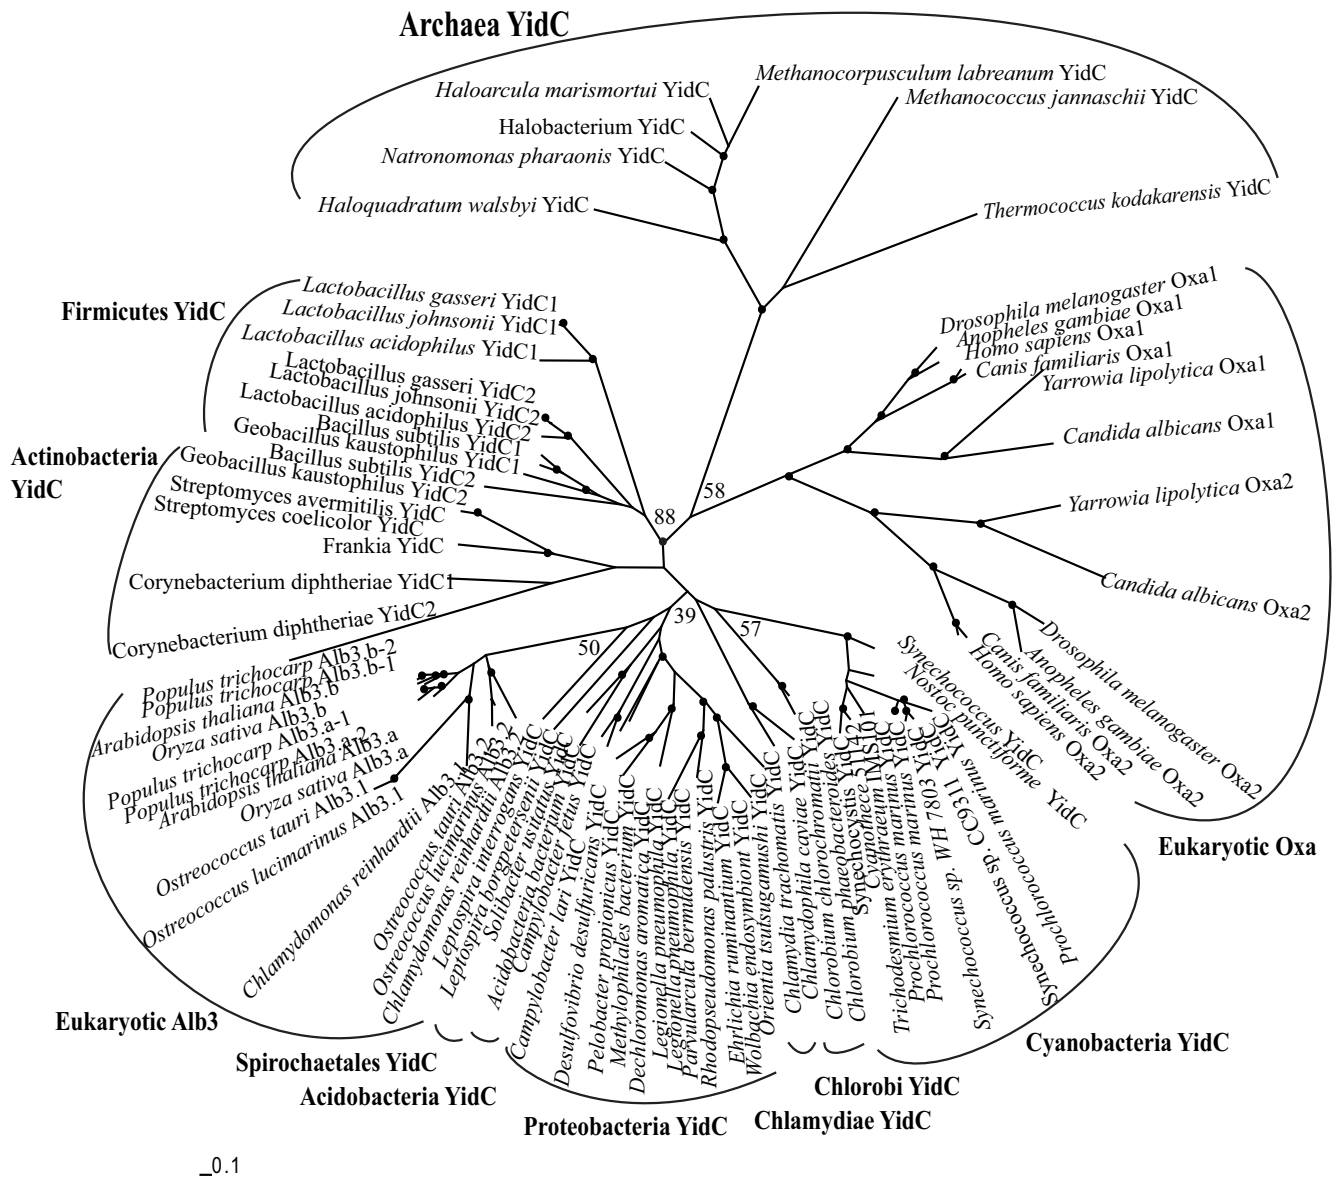 Archaea YidC
Methanocorpusculum labreanum YidC
Haloarcula marismortui YidC
Methanococcus jannaschii YidC
Halobacterium YidC
Natronomonas pharaonis YidC
Haloquadratum walsbyi YidC
Thermococcus kodakarensis YidC
Firmicutes YidC
Lactobacillus gasseri YidC1
Lactobacillus johnsonii YidC1
Lactobacillus acidophilus YidC1
Lactobacillus gasseri YidC2
Lactobacillus johnsonii YidC2
Lactobacillus acidophilus YidC2
Bacillus subtilis YidC1
Geobacillus kaustophilus YidC1
Bacillus subtilis YidC2
Geobacillus kaustophilus YidC2
Actinobacteria
YidC
Streptomyces avermitilis YidC
Streptomyces coelicolor YidC
Frankia YidC
Corynebacterium diphtheriae YidC1
Corynebacterium diphtheriae YidC2
Drosophila melanogaster Oxa1
Anopheles gambiae Oxa1
Homo sapiens Oxa1
Canis familiaris Oxa1
Yarrowia lipolytica Oxa1
Candida albicans Oxa1
Yarrowia lipolytica Oxa2
Candida albicans Oxa2
Drosophila melanogaster Oxa2
Anopheles gambiae Oxa2
Canis familiaris Oxa2
Homo sapiens Oxa2
Eukaryotic Oxa
58
88
39
57
50
Populus trichocarp Alb3.b-2
Populus trichocarp Alb3.b-1
Arabidopsis thaliana Alb3.b
Oryza sativa Alb3.b
Populus trichocarp Alb3.a-1
Populus trichocarp Alb3.a-2
Arabidopsis thaliana Alb3.a
Oryza sativa Alb3.a
Ostreococcus tauri Alb3.1
Ostreococcus lucimarinus Alb3.1
Chlamydomonas reinhardtii Alb3.1
Ostreococcus tauri Alb3.2
Ostreococcus lucimarinus Alb3.2
Chlamydomonas reinhardtii Alb3.2
Eukaryotic Alb3
Leptospira interrogans YidC
Leptospira borgpetersenii YidC
Spirochaetales YidC
Solibacter usitatus YidC
Acidobacteria bacterium YidC
Acidobacteria YidC
Campylobacter fetus YidC
Campylobacter lari YidC
Desulfovibrio desulfuricans YidC
Pelobacter propionicus YidC
Methylophilales bacterium YidC
Dechloromonas aromatica YidC
Legionella pneumophila YidC
Legionella pneumophila YidC
Parvularcula bermudensis YidC
Rhodopseudomonas palustris YidC
Ehrlichia ruminantium YidC
Wolbachia endosymbiont YidC
Orientia tsutsugamushi YidC
Proteobacteria YidC
Chlamydia trachomatis YidC
Chlamydophila caviae YidC
Chlamydiae YidC
Chlorobium chlorochromatii YidC
Chlorobium phaeobacteroides YidC
Chlorobi YidC
Synechocystis YidC
Cyanothece 51142
Trichodesmium erythraeum IMS101
Prochlorococcus marinus YidC
Prochlorococcus marinus YidC
Synechococcus sp. WH 7803 YidC
Synechococcus sp. CC9311 YidC
Prochlorococcus marinus YidC
Nostoc punctiforme YidC
Synechococcus YidC
Cyanobacteria YidC
0.1